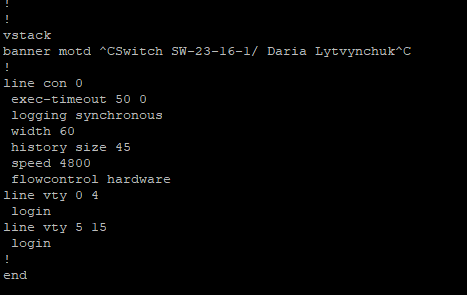 !
!
vstack
banner motd ^CSwitch SW-23-16-1/ Daria Lytvynchuk^C
!
line con 0
 exec-timeout 50 0
 logging synchronous
 width 60
 history size 45
 speed 4800
 flowcontrol hardware
line vty 0 4
 login
line vty 5 15
 login
!
end